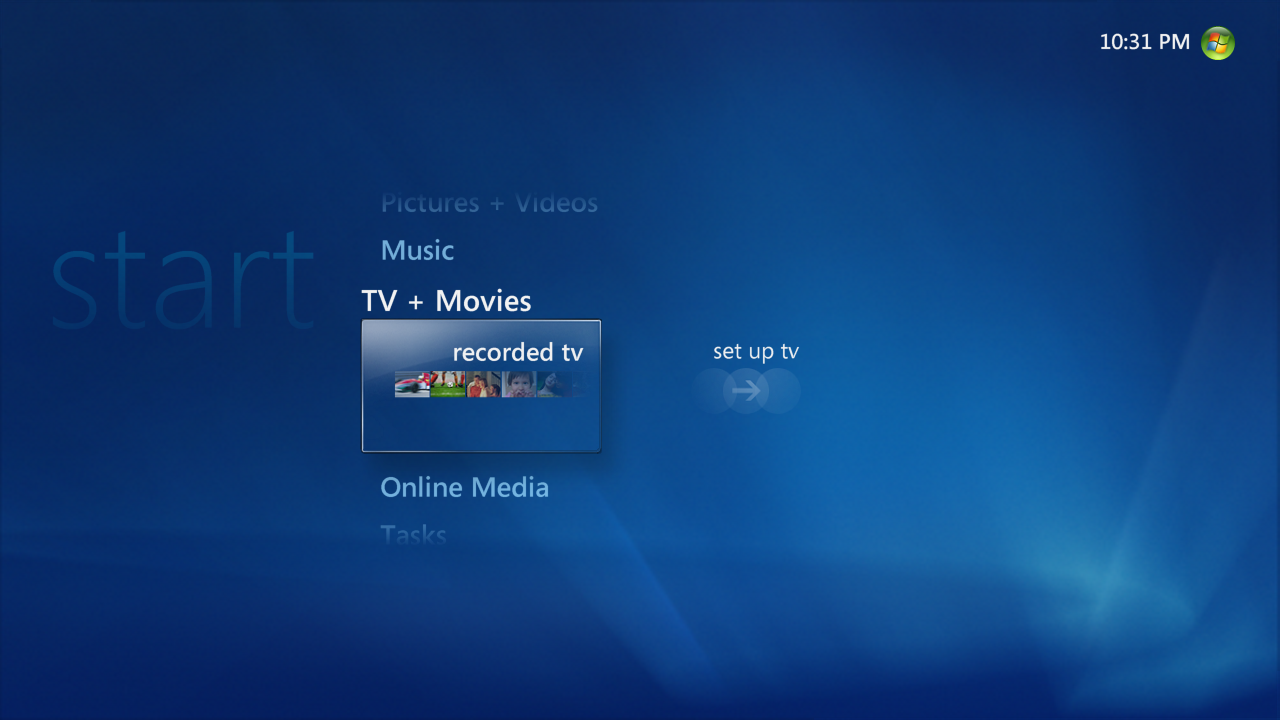 10:31 PM
Pictures + Videos
start
Music
TV + Movies
recorded tv
set up tv
Online Media
Tasks